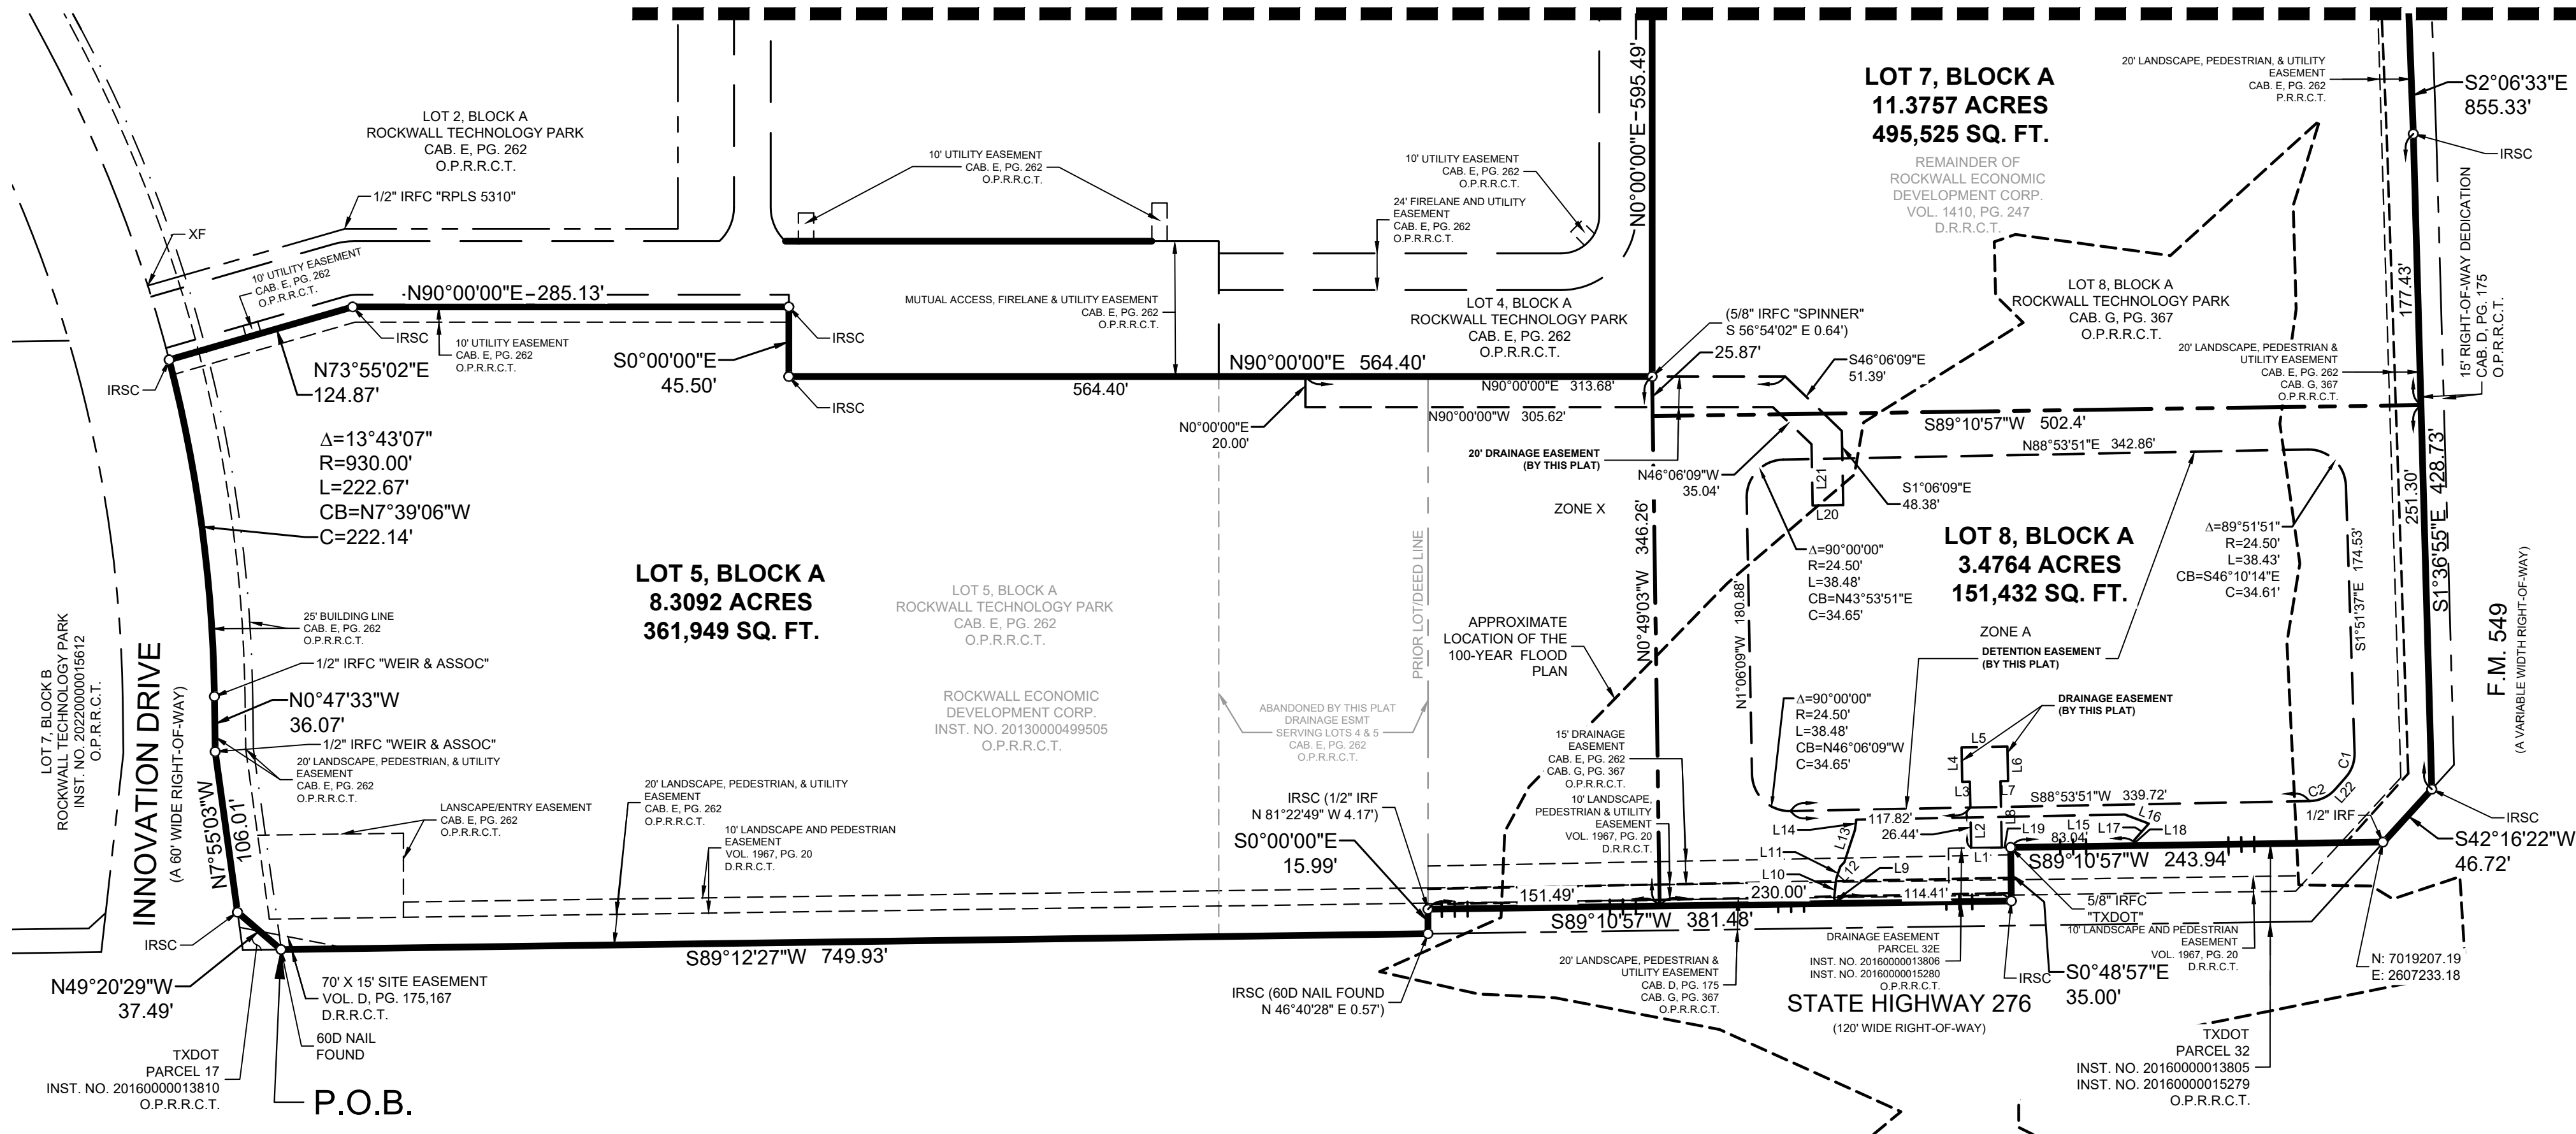 LOT 2, BLOCK A
ROCKWALL TECHNOLOGY PARK
CAB. E, PG. 262
O.P.R.R.C.T.
1/2" IRFC "RPLS 5310"
XF
10' UTILITY EASEMENT
CAB. E, PG. 262
O.P.R.R.C.T.
10' UTILITY EASEMENT
CAB. E, PG. 262
O.P.R.R.C.T.
10' UTILITY EASEMENT
CAB. E, PG. 262
O.P.R.R.C.T.
24' FIRELANE AND UTILITY
EASEMENT
CAB. E, PG. 262
O.P.R.R.C.T.
N0°00'00"E 595.49'
LOT 7, BLOCK A
11.3757 ACRES
495,525 SQ. FT.
REMAINDER OF
ROCKWALL ECONOMIC
DEVELOPMENT CORP.
VOL. 1410, PG. 247
D.R.R.C.T.
20' LANDSCAPE, PEDESTRIAN, & UTILITY
EASEMENT
CAB. E, PG. 262
P.R.R.C.T.
S2°06'33"E
855.33'
IRSC
15' RIGHT-OF-WAY DEDICATION
CAB. D, PG. 175
O.P.R.R.C.T.
177.43'
N90°00'00"E 285.13'
IRSC
IRSC
IRSC
N73°55'02"E
124.87'
10' UTILITY EASEMENT
CAB. E, PG. 262
O.P.R.R.C.T.
S0°00'00"E
45.50'
IRSC
MUTUAL ACCESS, FIRELANE & UTILITY EASEMENT
CAB. E, PG. 262
O.P.R.R.C.T.
LOT 4, BLOCK A
ROCKWALL TECHNOLOGY PARK
CAB. E, PG. 262
O.P.R.R.C.T.
N90°00'00"E 564.40'
564.40'
N90°00'00"E 313.68'
N90°00'00"W 305.62'
N0°00'00"E
20.00'
(5/8" IRFC "SPINNER"
S 56°54'02" E 0.64')
25.87'
S46°06'09"E
51.39'
LOT 8, BLOCK A
ROCKWALL TECHNOLOGY PARK
CAB. G, PG. 367
O.P.R.R.C.T.
20' LANDSCAPE, PEDESTRIAN &
UTILITY EASEMENT
CAB. E, PG. 262
CAB. G, 367
O.P.R.R.C.T.
S89°10'57"W 502.4'
N88°53'51"E 342.86'
20' DRAINAGE EASEMENT
(BY THIS PLAT)
N46°06'09"W
35.04'
L21
L20
S1°06'09"E
48.38'
ZONE X
Δ=13°43'07"
R=930.00'
L=222.67'
CB=N7°39'06"W
C=222.14'
LOT 5, BLOCK A
8.3092 ACRES
361,949 SQ. FT.
LOT 5, BLOCK A
ROCKWALL TECHNOLOGY PARK
CAB. E, PG. 262
O.P.R.R.C.T.
ROCKWALL ECONOMIC
DEVELOPMENT CORP.
INST. NO. 20130000499505
O.P.R.R.C.T.
PRIOR LOT/DEED LINE
ABANDONED BY THIS PLAT
DRAINAGE ESMT
SERVING LOTS 4 & 5
CAB. E, PG. 262
O.P.R.R.C.T.
APPROXIMATE
LOCATION OF THE
100-YEAR FLOOD
PLAN
N0°49'03"W 346.26'
N1°06'09"W 180.88'
Δ=90°00'00"
R=24.50'
L=38.48'
CB=N43°53'51"E
C=34.65'
LOT 8, BLOCK A
3.4764 ACRES
151,432 SQ. FT.
ZONE A
DETENTION EASEMENT
(BY THIS PLAT)
Δ=89°51'51"
R=24.50'
L=38.43'
CB=S46°10'14"E
C=34.61'
S1°51'37"E 174.53'
251.30'
S1°36'55"E 428.73'
F.M. 549
(A VARIABLE WIDTH RIGHT-OF-WAY)
LOT 7, BLOCK B
ROCKWALL TECHNOLOGY PARK
INST. NO. 20220000015612
O.P.R.R.C.T.
INNOVATION DRIVE
(A 60' WIDE RIGHT-OF-WAY)
25' BUILDING LINE
CAB. E, PG. 262
O.P.R.R.C.T.
1/2" IRFC "WEIR & ASSOC"
N0°47'33"W
36.07'
1/2" IRFC "WEIR & ASSOC"
20' LANDSCAPE, PEDESTRIAN, & UTILITY
EASEMENT
CAB. E, PG. 262
O.P.R.R.C.T.
N7°55'03"W
106.01'
LANSCAPE/ENTRY EASEMENT
CAB. E, PG. 262
O.P.R.R.C.T.
20' LANDSCAPE, PEDESTRIAN, & UTILITY
EASEMENT
CAB. E, PG. 262
O.P.R.R.C.T.
10' LANDSCAPE AND PEDESTRIAN
EASEMENT
VOL. 1967, PG. 20
D.R.R.C.T.
Δ=90°00'00"
R=24.50'
L=38.48'
CB=N46°06'09"W
C=34.65'
DRAINAGE EASEMENT
(BY THIS PLAT)
15' DRAINAGE
EASEMENT
CAB. E, PG. 262
CAB. G, PG. 367
O.P.R.R.C.T.
10' LANDSCAPE,
PEDESTRIAN & UTILITY
EASEMENT
VOL. 1967, PG. 20
D.R.R.C.T.
IRSC (1/2" IRF
N 81°22'49" W 4.17')
S0°00'00"E
15.99'
L5
L4
L6
L3
L7
L8
L2
L1
S88°53'51"W 339.72'
C1
C2
L22
117.82'
26.44'
L14
L13
L11
12
L10
L9
L19
L15
83.04'
L17
L16
L18
1/2" IRF
IRSC
S42°16'22"W
46.72'
S89°10'57"W 243.94'
151.49'
230.00'
114.41'
S89°10'57"W 381.48'
5/8" IRFC
"TXDOT"
10' LANDSCAPE AND PEDESTRIAN
EASEMENT
VOL. 1967, PG. 20
D.R.R.C.T.
DRAINAGE EASEMENT
PARCEL 32E
INST. NO. 20160000013806
INST. NO. 20160000015280
O.P.R.R.C.T.
IRSC
S0°48'57"E
35.00'
N: 7019207.19
E: 2607233.18
IRSC
N49°20'29"W
37.49'
S89°12'27"W 749.93'
70' X 15' SITE EASEMENT
VOL. D, PG. 175,167
D.R.R.C.T.
60D NAIL
FOUND
IRSC (60D NAIL FOUND
N 46°40'28" E 0.57')
20' LANDSCAPE, PEDESTRIAN &
UTILITY EASEMENT
CAB. D, PG. 175
CAB. G, PG. 367
O.P.R.R.C.T.
STATE HIGHWAY 276
(120' WIDE RIGHT-OF-WAY)
TXDOT
PARCEL 17
INST. NO. 20160000013810
O.P.R.R.C.T.
P.O.B.
TXDOT
PARCEL 32
INST. NO. 20160000013805
INST. NO. 20160000015279
O.P.R.R.C.T.